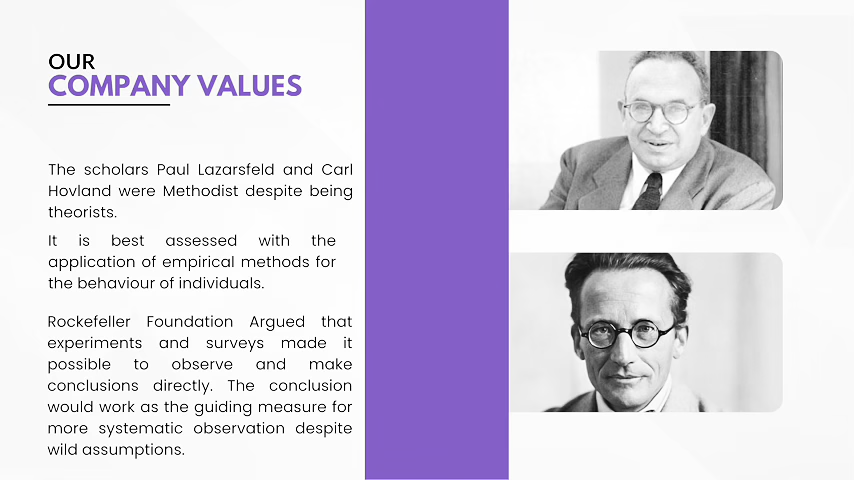 OUR
COMPANY VALUES
The scholars Paul Lazarsfeld and Carl
Hovland were Methodist despite being
theorists.
It is best assessed with the
application of empirical methods for
the behaviour of individuals.
Rockefeller Foundation Argued that
experiments and surveys made it
possible to observe and make
conclusions directly. The conclusion
would work as the guiding measure for
more systematic observation despite
wild assumptions.